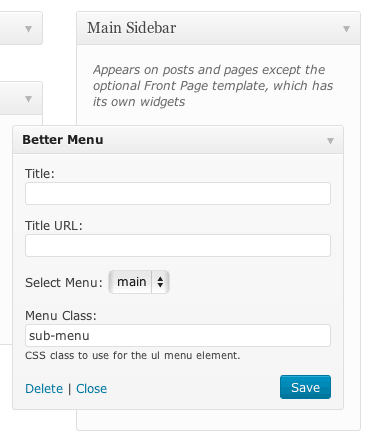 Main Sidebar
Appears on posts and pages except the
optional Front Page template, which has
its own widgets
Better Menu
Title:
Title URL:
Select Menu: main
Menu Class:
sub-menu
CSS class to use for the ul menu element.
Delete | Close Save